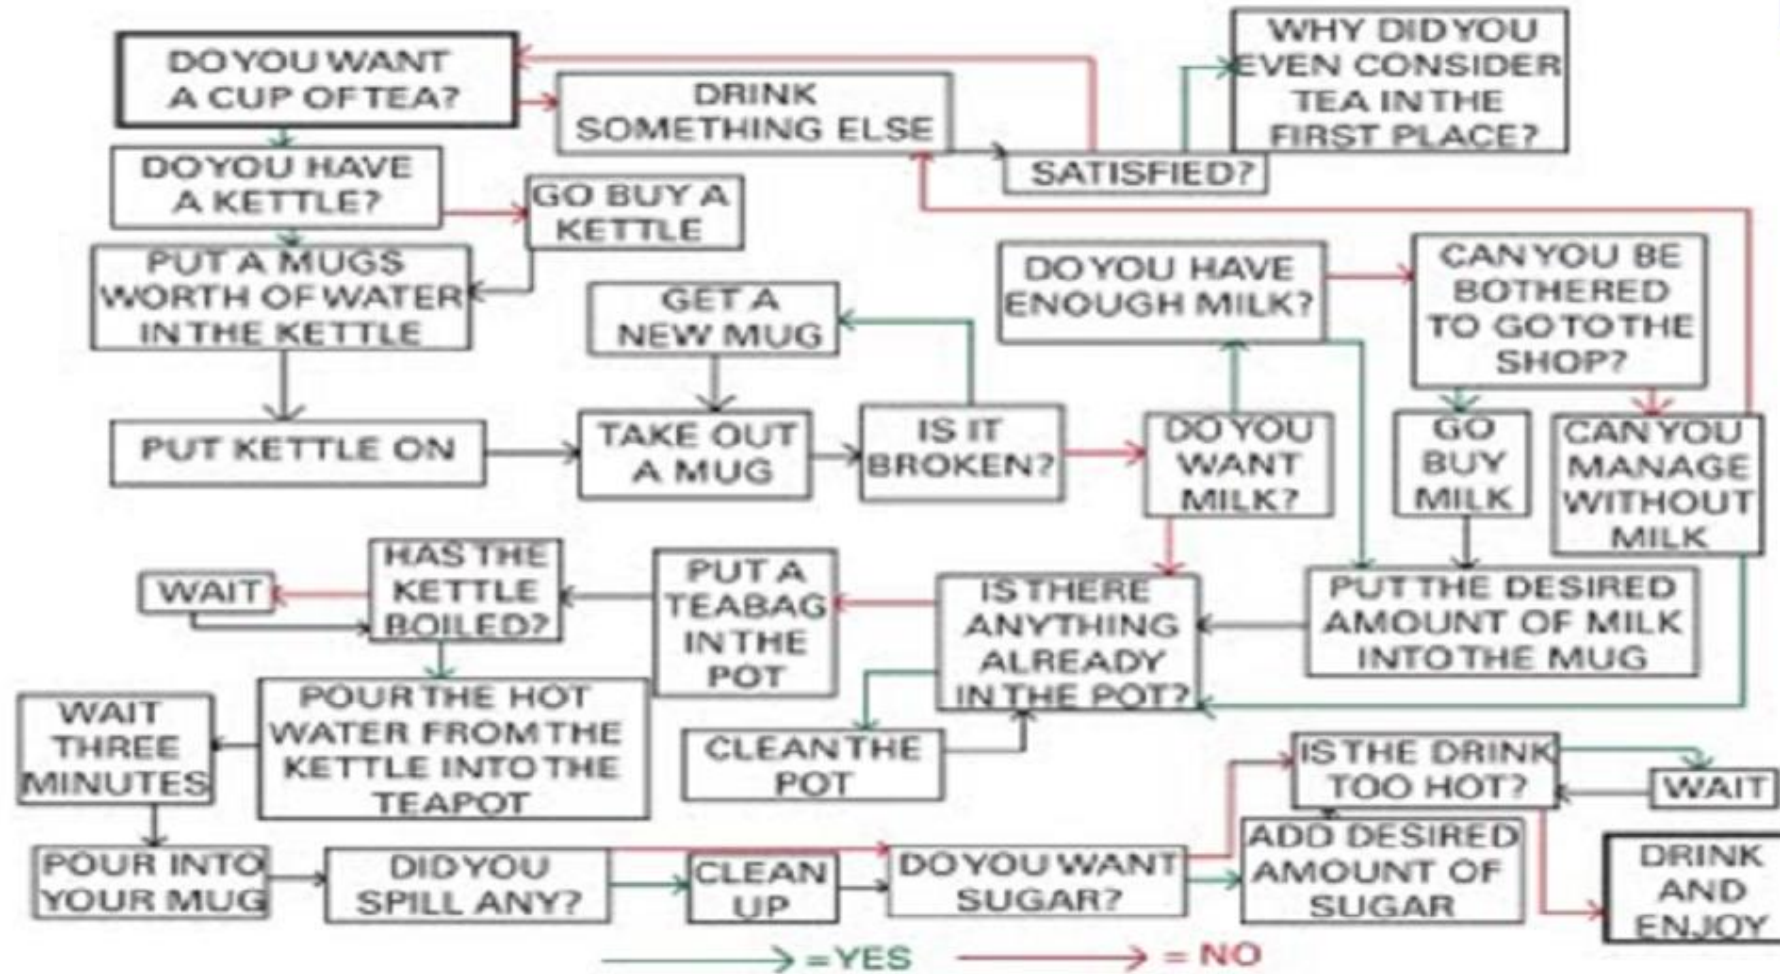 DO YOU WANT
A CUP OF TEA?
DRINK
SOMETHING ELSE
WHY DID YOU
EVEN CONSIDER
TEA IN THE
FIRST PLACE?
SATISFIED?
DO YOU HAVE
A KETTLE?
GO BUY A
KETTLE
PUT A MUGS
WORTH OF WATER
IN THE KETTLE
GET A
NEW MUG
DO YOU HAVE
ENOUGH MILK?
CAN YOU BE
BOTHERED
TO GO TO THE
SHOP?
PUT KETTLE ON
TAKE OUT
A MUG
IS IT
BROKEN?
DO YOU
WANT
MILK?
GO
BUY
MILK
CAN YOU
MANAGE
WITHOUT
MILK
WAIT
HAS THE
KETTLE
BOILED?
PUT A
TEABAG
IN THE
POT
IS THERE
ANYTHING
ALREADY
IN THE POT?
PUT THE DESIRED
AMOUNT OF MILK
INTO THE MUG
WAIT
THREE
MINUTES
POUR THE HOT
WATER FROM THE
KETTLE INTO THE
TEAPOT
CLEAN THE
POT
IS THE DRINK
TOO HOT?
WAIT
POUR INTO
YOUR MUG
DID YOU
SPILL ANY?
CLEAN
UP
DO YOU WANT
SUGAR?
ADD DESIRED
AMOUNT OF
SUGAR
DRINK
AND
ENJOY
=YES
= NO